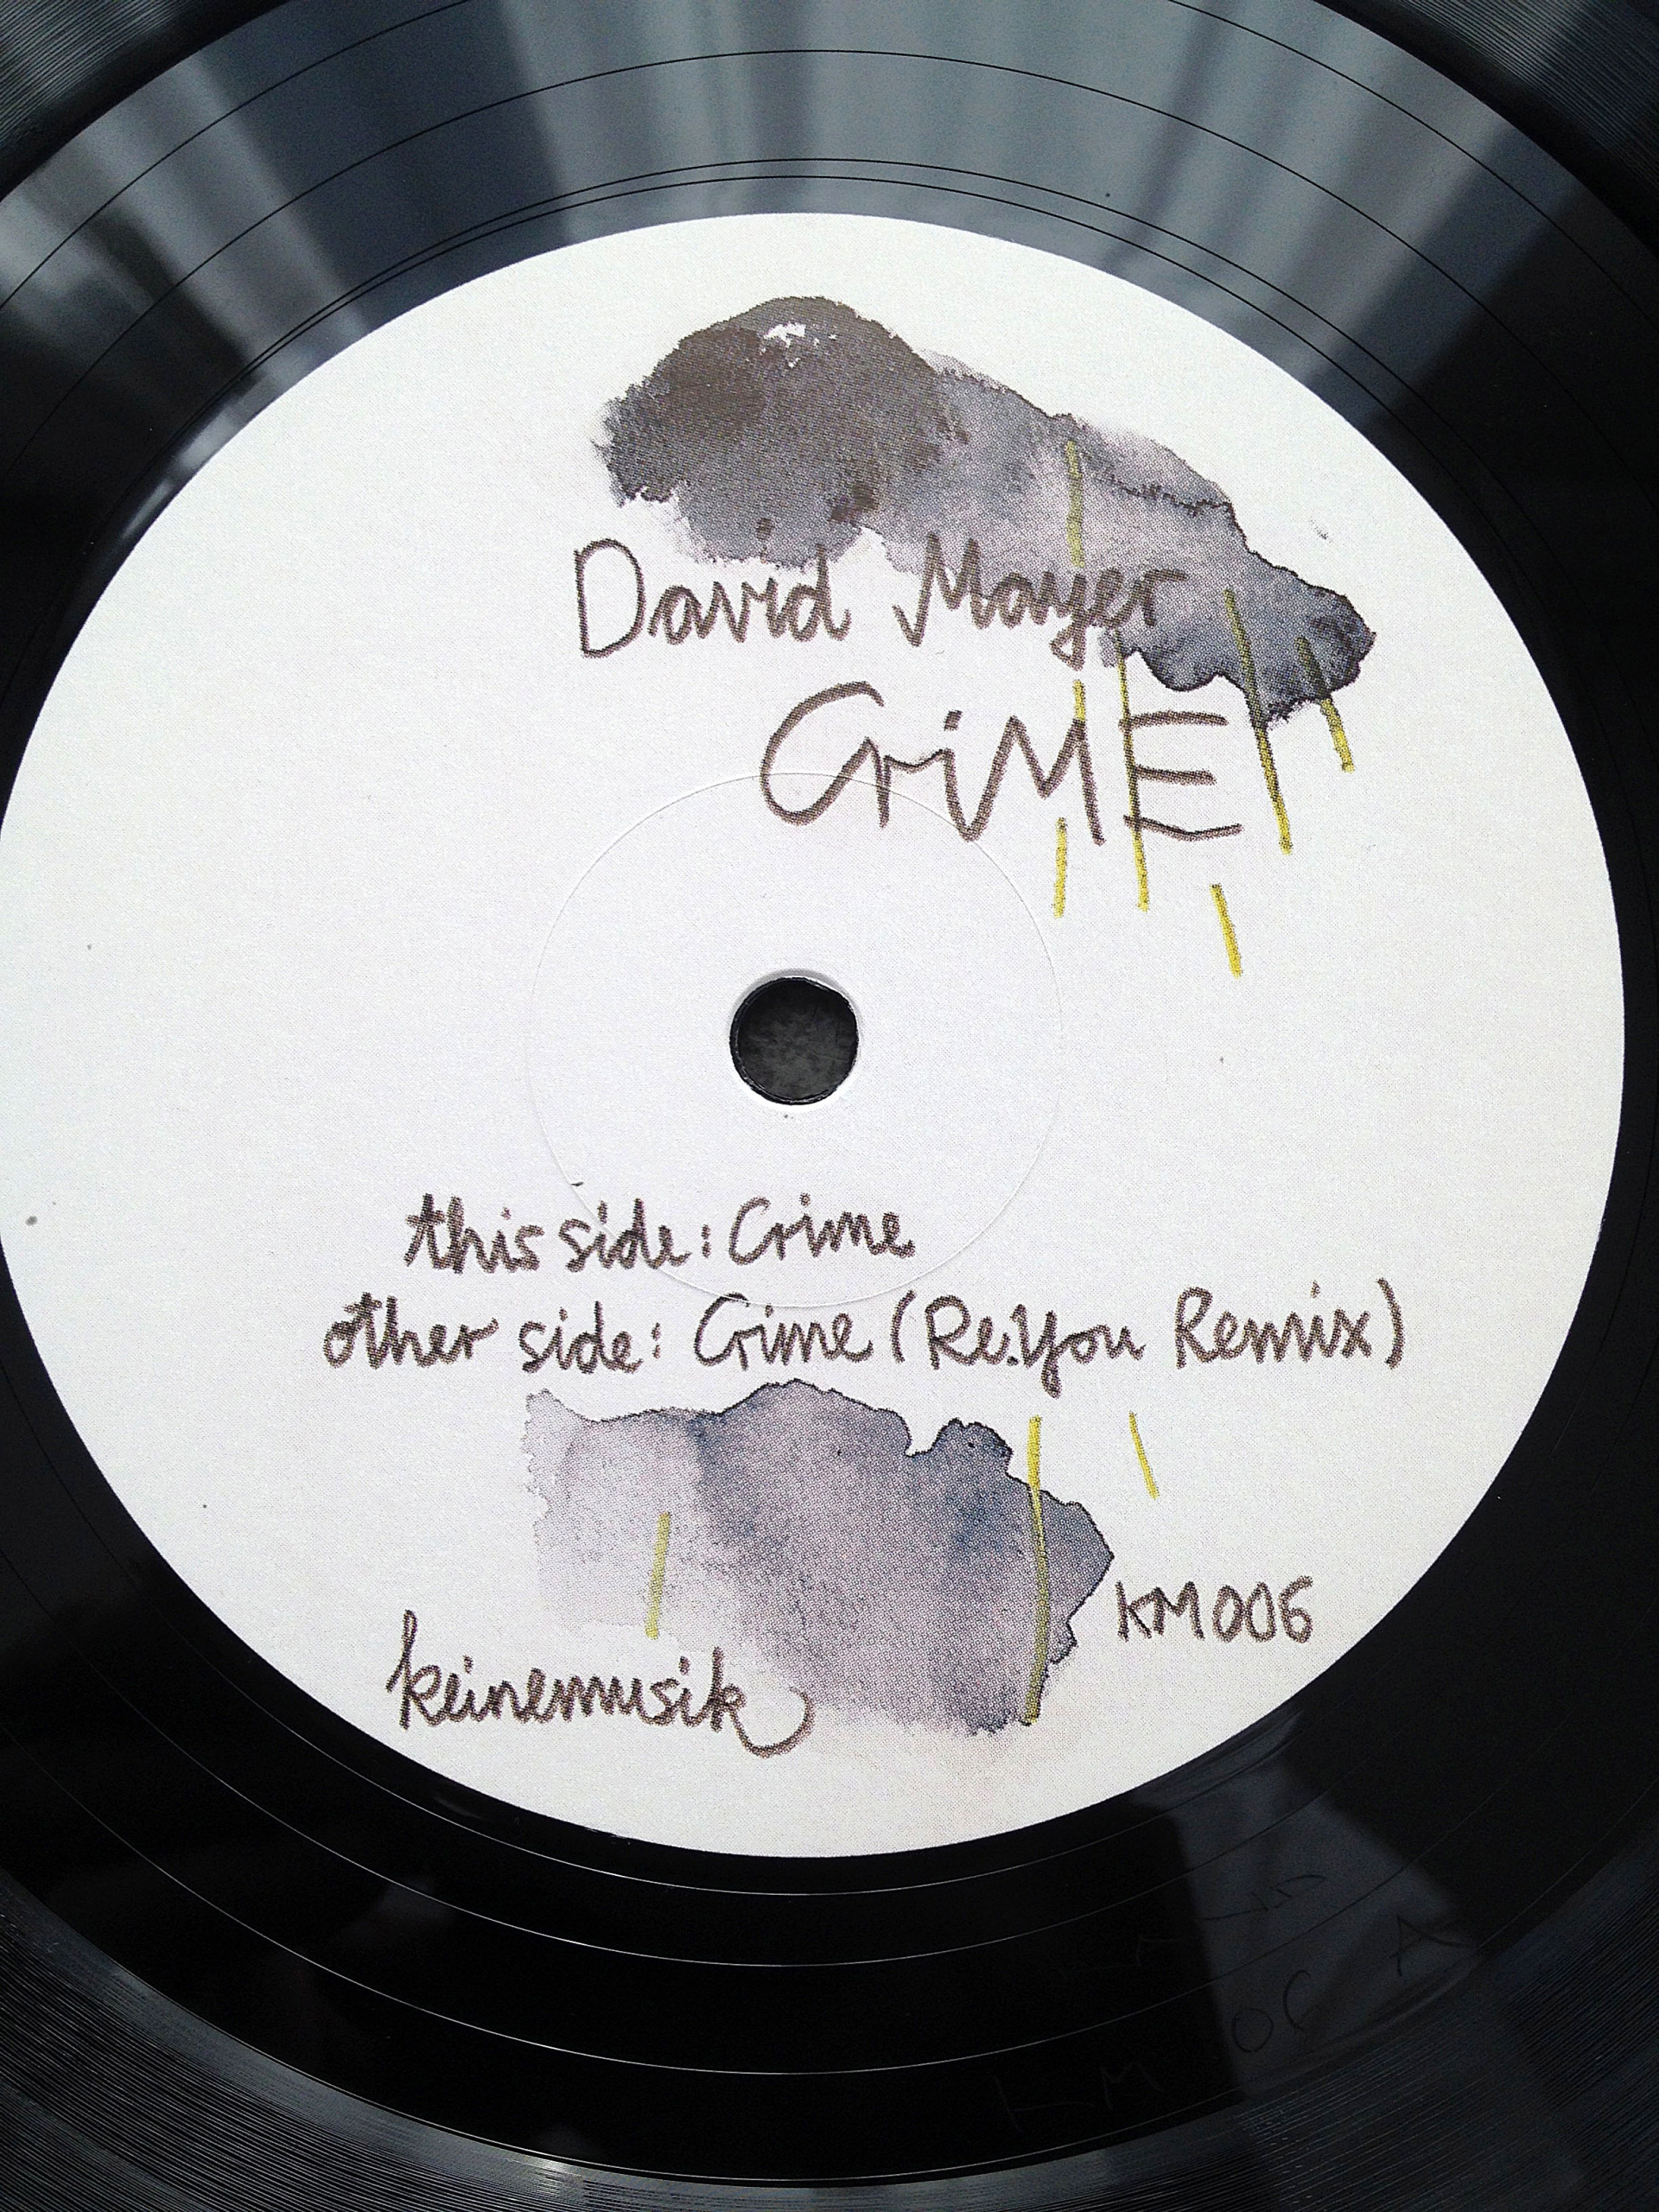 David Mayer
CriME
this side: Crime
other side: Crime (Re.You Remix)
KM006
keinemusik